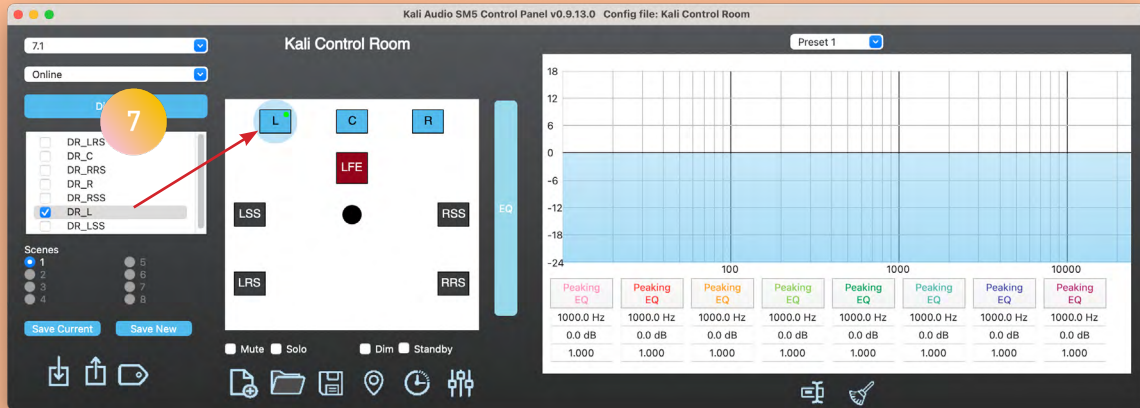 Kali Audio SM5 Control Panel v0.9.13.0 Config file: Kali Control Room
7.1
Online
7
DR_LRS
DR_C
DR_RRS
DR_R
DR_RSS
DR_L
DR_LSS
Scenes
1 5
2 6
3 7
4 8
Save Current Save New
Kali Control Room
L C R
LFE
LSS RSS
LRS RRS
EQ
Mute Solo Dim Standby
Preset 1
18
12
6
0
-6
-12
-18
-24
100 1000 10000
Peaking EQ Peaking EQ Peaking EQ Peaking EQ Peaking EQ Peaking EQ Peaking EQ Peaking EQ
1000.0 Hz 1000.0 Hz 1000.0 Hz 1000.0 Hz 1000.0 Hz 1000.0 Hz 1000.0 Hz 1000.0 Hz
0.0 dB 0.0 dB 0.0 dB 0.0 dB 0.0 dB 0.0 dB 0.0 dB 0.0 dB
1.000 1.000 1.000 1.000 1.000 1.000 1.000 1.000